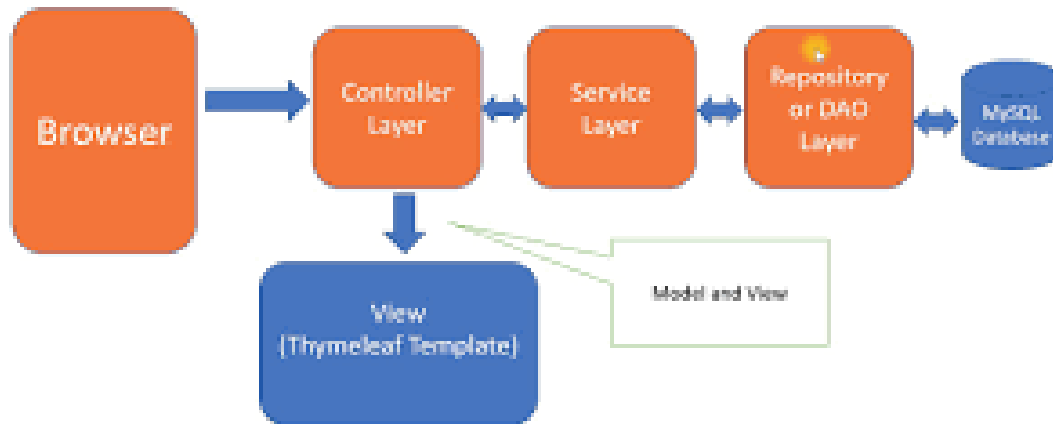 Browser
Controller
Layer
Service
Layer
Repository
or DAO
Layer
MySQL
Database
Model and View
View
(Thymeleaf Template)